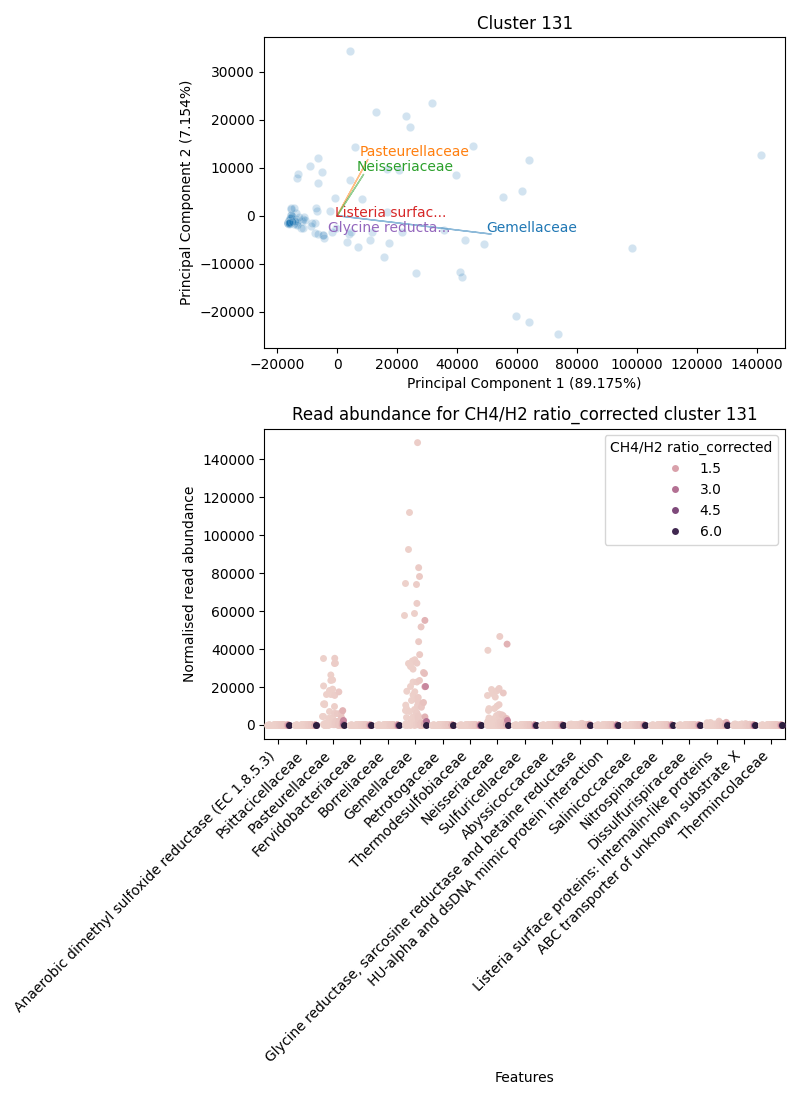 Cluster 131
Principal Component 2 (7.154%)
30000
20000
10000
0
−10000
−20000
Pasteurellaceae
Neisseriaceae
Listeria surfac...
Glycine reducta...
Gemellaceae
−20000 0 20000 40000 60000 80000 100000 120000 140000
Principal Component 1 (89.175%)
Read abundance for CH4/H2 ratio_corrected cluster 131
Normalised read abundance
140000
120000
100000
80000
60000
40000
20000
0
CH4/H2 ratio_corrected
1.5
3.0
4.5
6.0
Anaerobic dimethyl sulfoxide reductase (EC 1.8.5.3)
Psittacicellaceae
Pasteurellaceae
Fervidobacteriaceae
Borreliaceae
Gemellaceae
Petrotogaceae
Thermodesulfobiaceae
Neisseriaceae
Sulfuricellaceae
Abyssicoccaceae
Glycine reductase, sarcosine reductase and betaine reductase
HU-alpha and dsDNA mimic protein interaction
Salinicoccaceae
Nitrospinaceae
Dissulfurispiraceae
Listeria surface proteins: Internalin-like proteins
ABC transporter of unknown substrate X
Thermincolaceae
Features